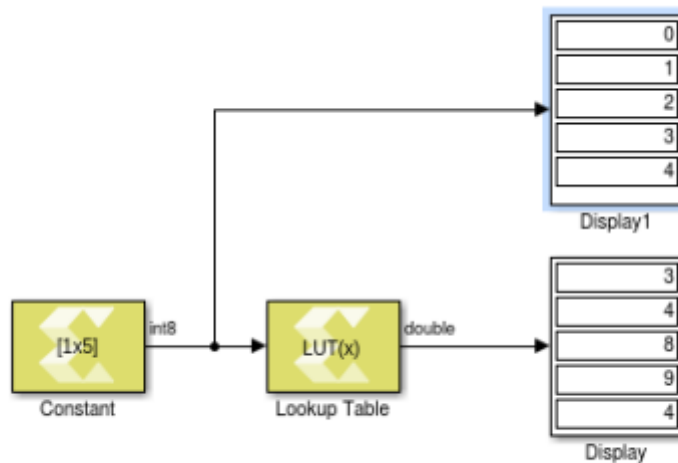 0
1
2
3
4
Display1
[1x5]
int8
Constant
LUT(x)
double
Lookup Table
3
4
8
9
4
Display